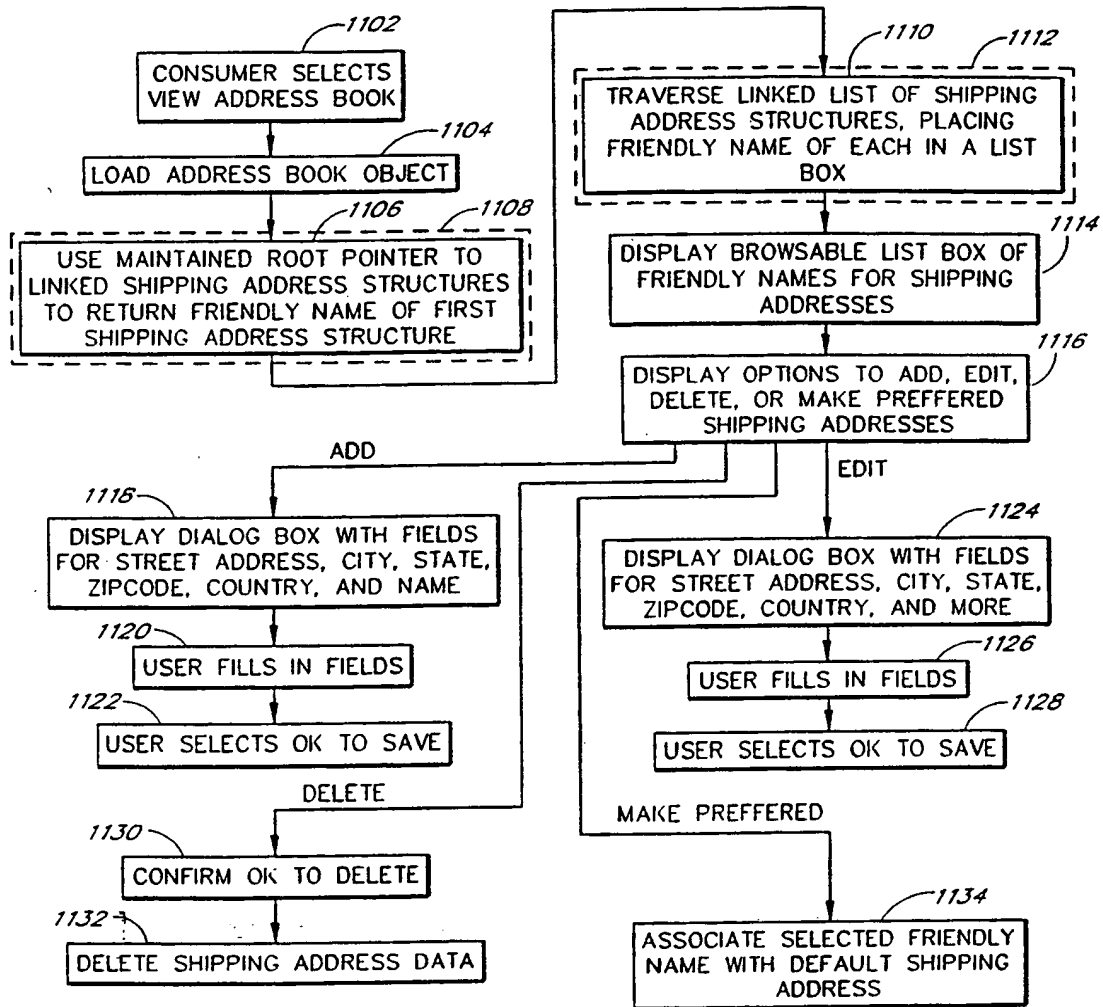 1102
CONSUMER SELECTS
VIEW ADDRESS BOOK
1104
LOAD ADDRESS BOOK OBJECT
1106
1108
USE MAINTAINED ROOT POINTER TO
LINKED SHIPPING ADDRESS STRUCTURES
TO RETURN FRIENDLY NAME OF FIRST
SHIPPING ADDRESS STRUCTURE
1110
1112
TRAVERSE LINKED LIST OF SHIPPING
ADDRESS STRUCTURES, PLACING
FRIENDLY NAME OF EACH IN A LIST
BOX
1114
DISPLAY BROWSABLE LIST BOX OF
FRIENDLY NAMES FOR SHIPPING
ADDRESSES
1116
DISPLAY OPTIONS TO ADD, EDIT,
DELETE, OR MAKE PREFFERED
SHIPPING ADDRESSES
ADD
1118
DISPLAY DIALOG BOX WITH FIELDS
FOR STREET ADDRESS, CITY, STATE,
ZIPCODE, COUNTRY, AND NAME
1120
USER FILLS IN FIELDS
1122
USER SELECTS OK TO SAVE
EDIT
1124
DISPLAY DIALOG BOX WITH FIELDS
FOR STREET ADDRESS, CITY, STATE,
ZIPCODE, COUNTRY, AND MORE
1126
USER FILLS IN FIELDS
1128
USER SELECTS OK TO SAVE
DELETE
1130
CONFIRM OK TO DELETE
1132
DELETE SHIPPING ADDRESS DATA
MAKE PREFFERED
1134
ASSOCIATE SELECTED FRIENDLY
NAME WITH DEFAULT SHIPPING
ADDRESS